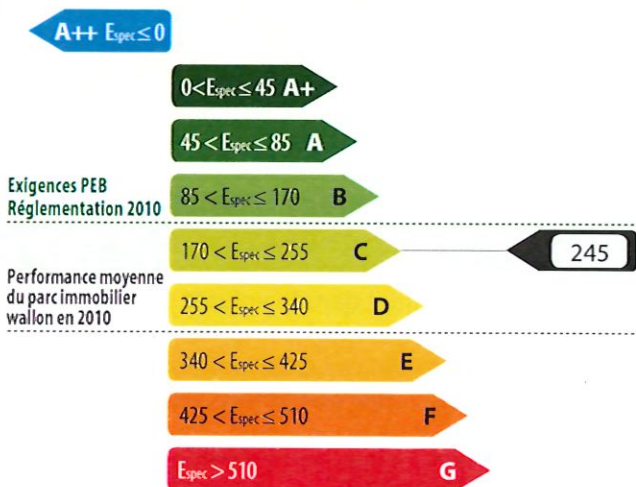 A++ Espec ≤ 0
0 < Espec ≤ 45 A+
45 < Espec ≤ 85 A
Exigences PEB
Réglementation 2010
85 < Espec ≤ 170 B
170 < Espec ≤ 255 C
245
Performance moyenne
du parc immobilier
wallon en 2010
255 < Espec ≤ 340 D
340 < Espec ≤ 425 E
425 < Espec ≤ 510 F
Espec > 510 G